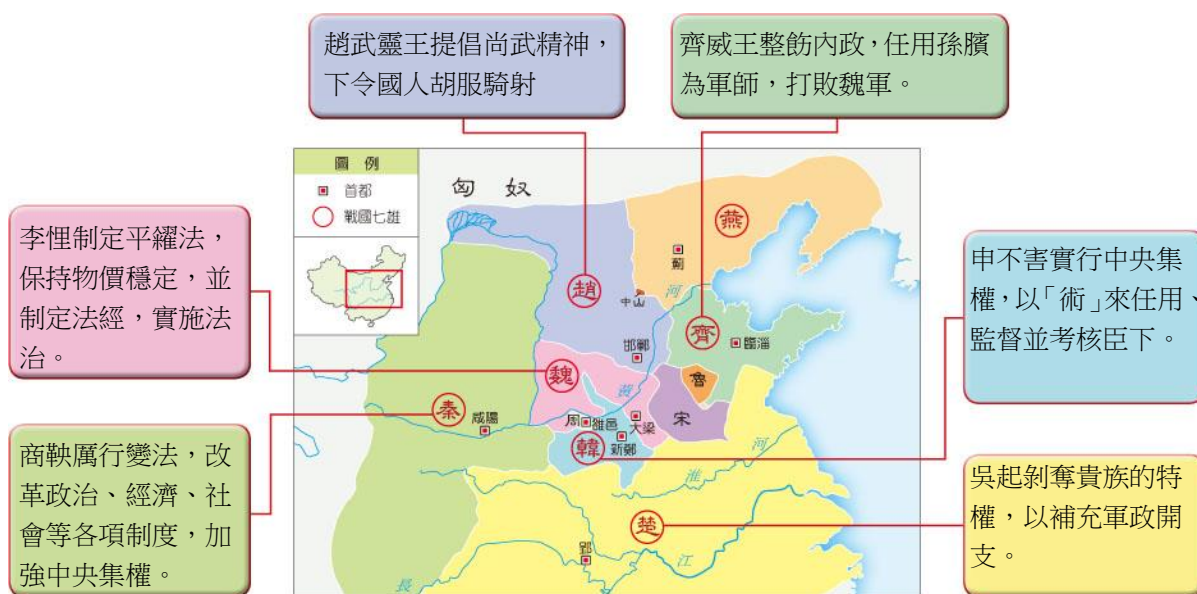 趙武靈王提倡尚武精神，
下令國人胡服騎射
齊威王整飭內政，任用孫臏
為軍師，打敗魏軍。
圖例
首都
戰國七雄
匈奴
燕
薊
李悝制定平糴法，
保持物價穩定，並
制定法經，實施法
治。
申不害實行中央集
權，以「術」來任用、
監督並考核臣下。
趙
中山
河
齊
臨淄
邯鄲
魏
黃
魯
秦
咸陽
周
雒邑
大梁
宋
韓
新鄭
淮
河
商鞅厲行變法，改
革政治、經濟、社
會等各項制度，加
強中央集權。
吳起剝奪貴族的特
權，以補充軍政開
支。
楚
郢
江
長